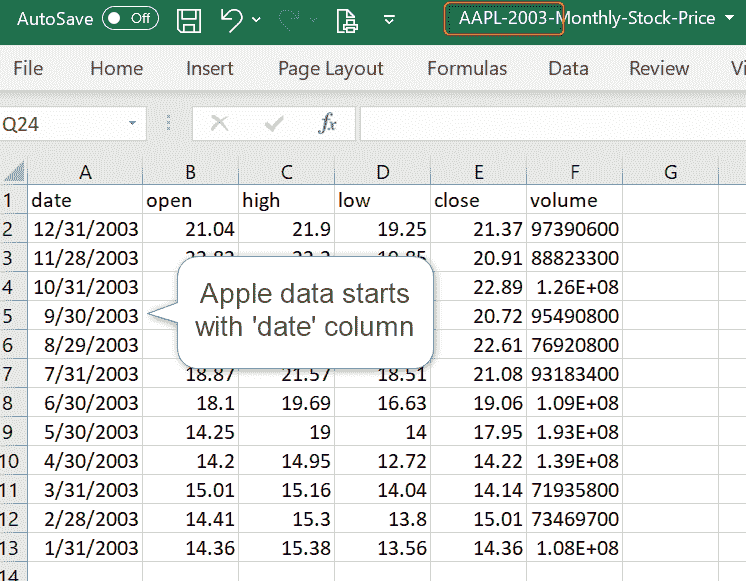 AutoSave Off AAPL-2003-Monthly-Stock-Price
File Home Insert Page Layout Formulas Data Review
Q24 fx
A B C D E F G
1 date open high low close volume
2 12/31/2003 21.04 21.9 19.25 21.37 97390600
3 11/28/2003 20.91 88823300
4 10/31/2003 22.89 1.26E+08
5 9/30/2003 20.72 95490800
6 8/29/2003 22.61 76920800
Apple data starts
with 'date' column
7 7/31/2003 18.87 21.57 18.51 21.08 93183400
8 6/30/2003 18.1 19.69 16.63 19.06 1.09E+08
9 5/30/2003 14.25 19 14 17.95 1.93E+08
10 4/30/2003 14.2 14.95 12.72 14.22 1.39E+08
11 3/31/2003 15.01 15.16 14.04 14.14 71935800
12 2/28/2003 14.41 15.3 13.8 15.01 73469700
13 1/31/2003 14.36 15.38 13.56 14.36 1.08E+08
14